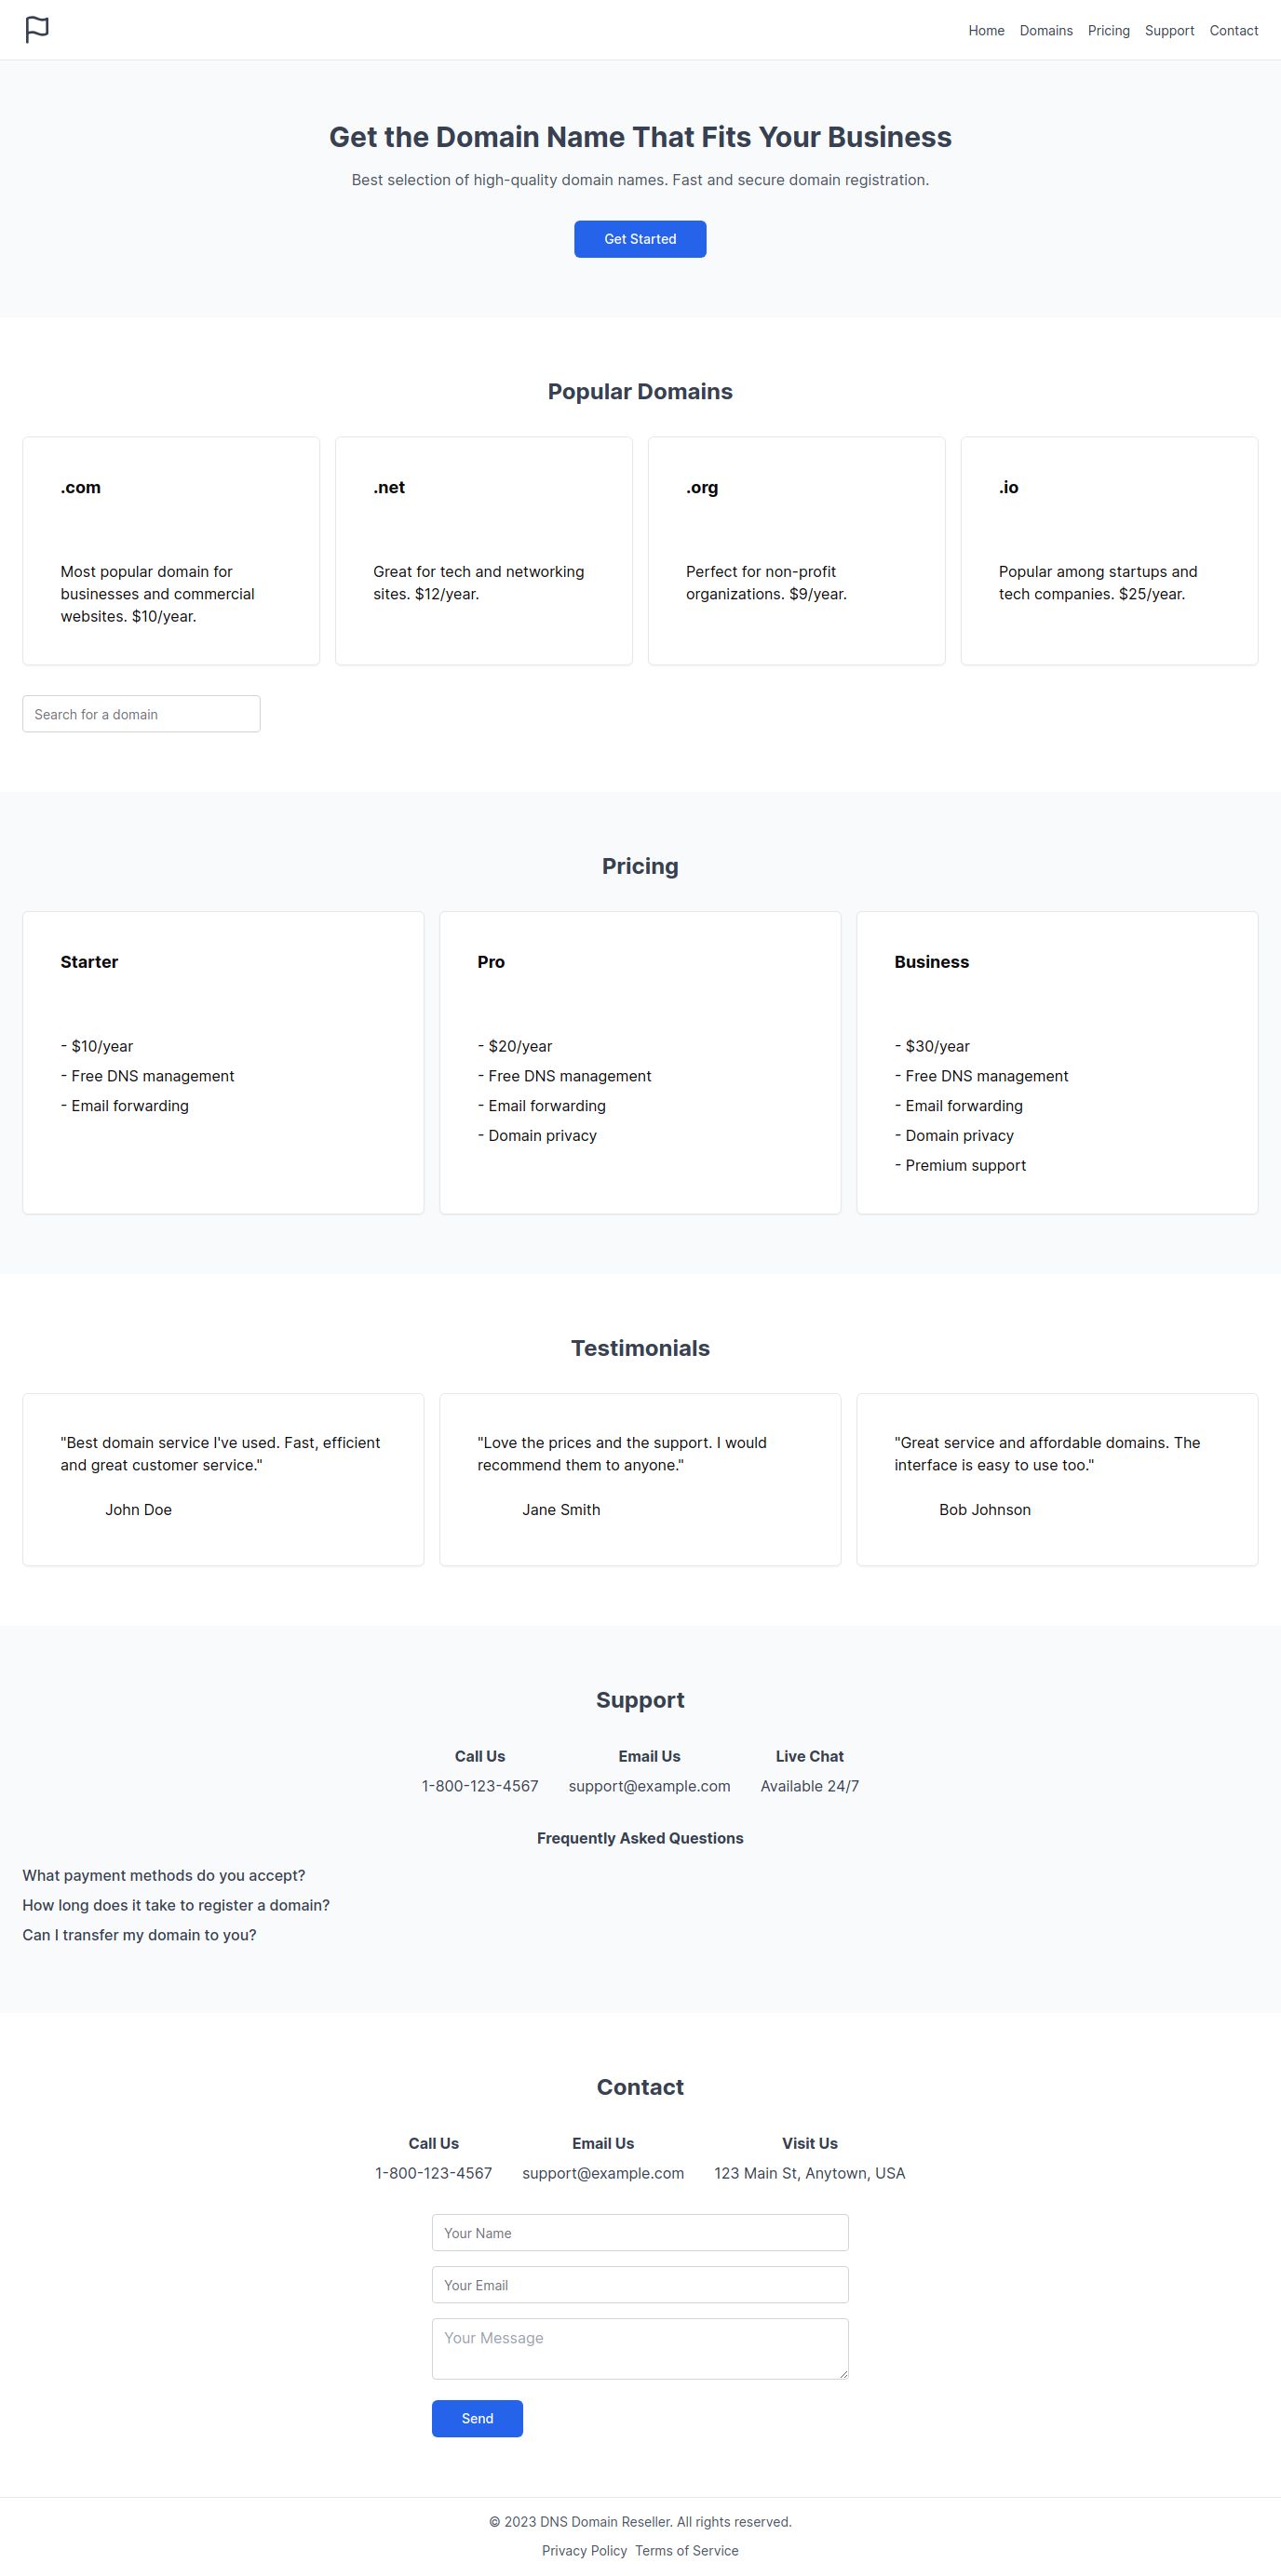 Home Domains Pricing Support Contact
Get the Domain Name That Fits Your Business
Best selection of high-quality domain names. Fast and secure domain registration.
Get Started
Popular Domains
.com
Most popular domain for
businesses and commercial
websites. $10/year.
.net
Great for tech and networking
sites. $12/year.
.org
Perfect for non-profit
organizations. $9/year.
.io
Popular among startups and
tech companies. $25/year.
Search for a domain
Pricing
Starter
- $10/year
- Free DNS management
- Email forwarding
Pro
- $20/year
- Free DNS management
- Email forwarding
- Domain privacy
Business
- $30/year
- Free DNS management
- Email forwarding
- Domain privacy
- Premium support
Testimonials
"Best domain service I've used. Fast, efficient
and great customer service."
John Doe
"Love the prices and the support. I would
recommend them to anyone."
Jane Smith
"Great service and affordable domains. The
interface is easy to use too."
Bob Johnson
Support
Call Us
1-800-123-4567
Email Us
support@example.com
Live Chat
Available 24/7
Frequently Asked Questions
What payment methods do you accept?
How long does it take to register a domain?
Can I transfer my domain to you?
Contact
Call Us
1-800-123-4567
Email Us
support@example.com
Visit Us
123 Main St, Anytown, USA
Your Name
Your Email
Your Message
Send
© 2023 DNS Domain Reseller. All rights reserved.
Privacy Policy Terms of Service